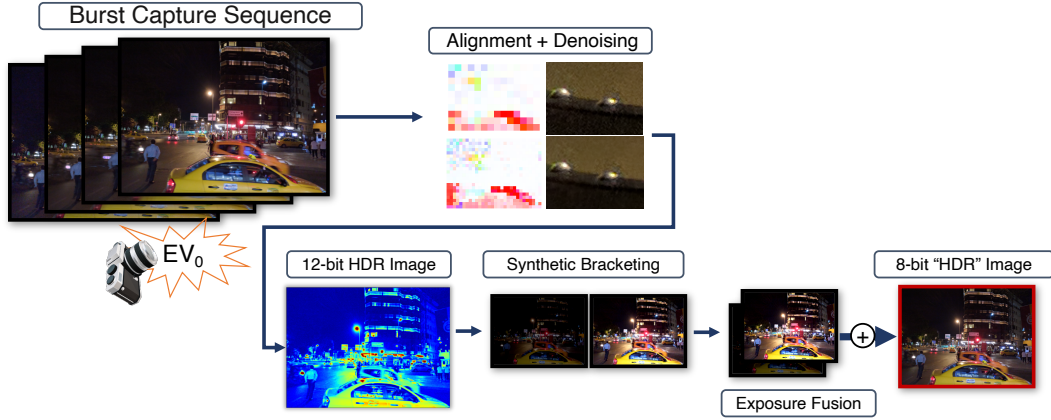 Burst Capture Sequence
Alignment + Denoising
EV₀
12-bit HDR Image
Synthetic Bracketing
8-bit “HDR” Image
+
Exposure Fusion